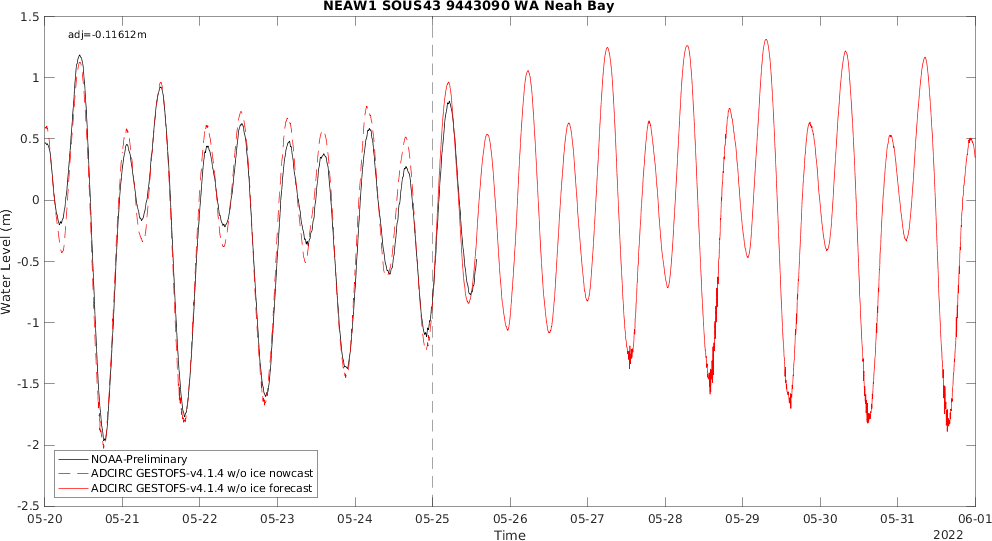 NEAW1 SOUS43 9443090 WA Neah Bay
adj=-0.11612m
Water Level (m)
1.5
1
0.5
0
-0.5
-1
-1.5
-2
-2.5
NOAA-Preliminary
ADCIRC GESTOFS-v4.1.4 w/o ice nowcast
ADCIRC GESTOFS-v4.1.4 w/o ice forecast
05-20 05-21 05-22 05-23 05-24 05-25 05-26 05-27 05-28 05-29 05-30 05-31 06-01
Time
2022